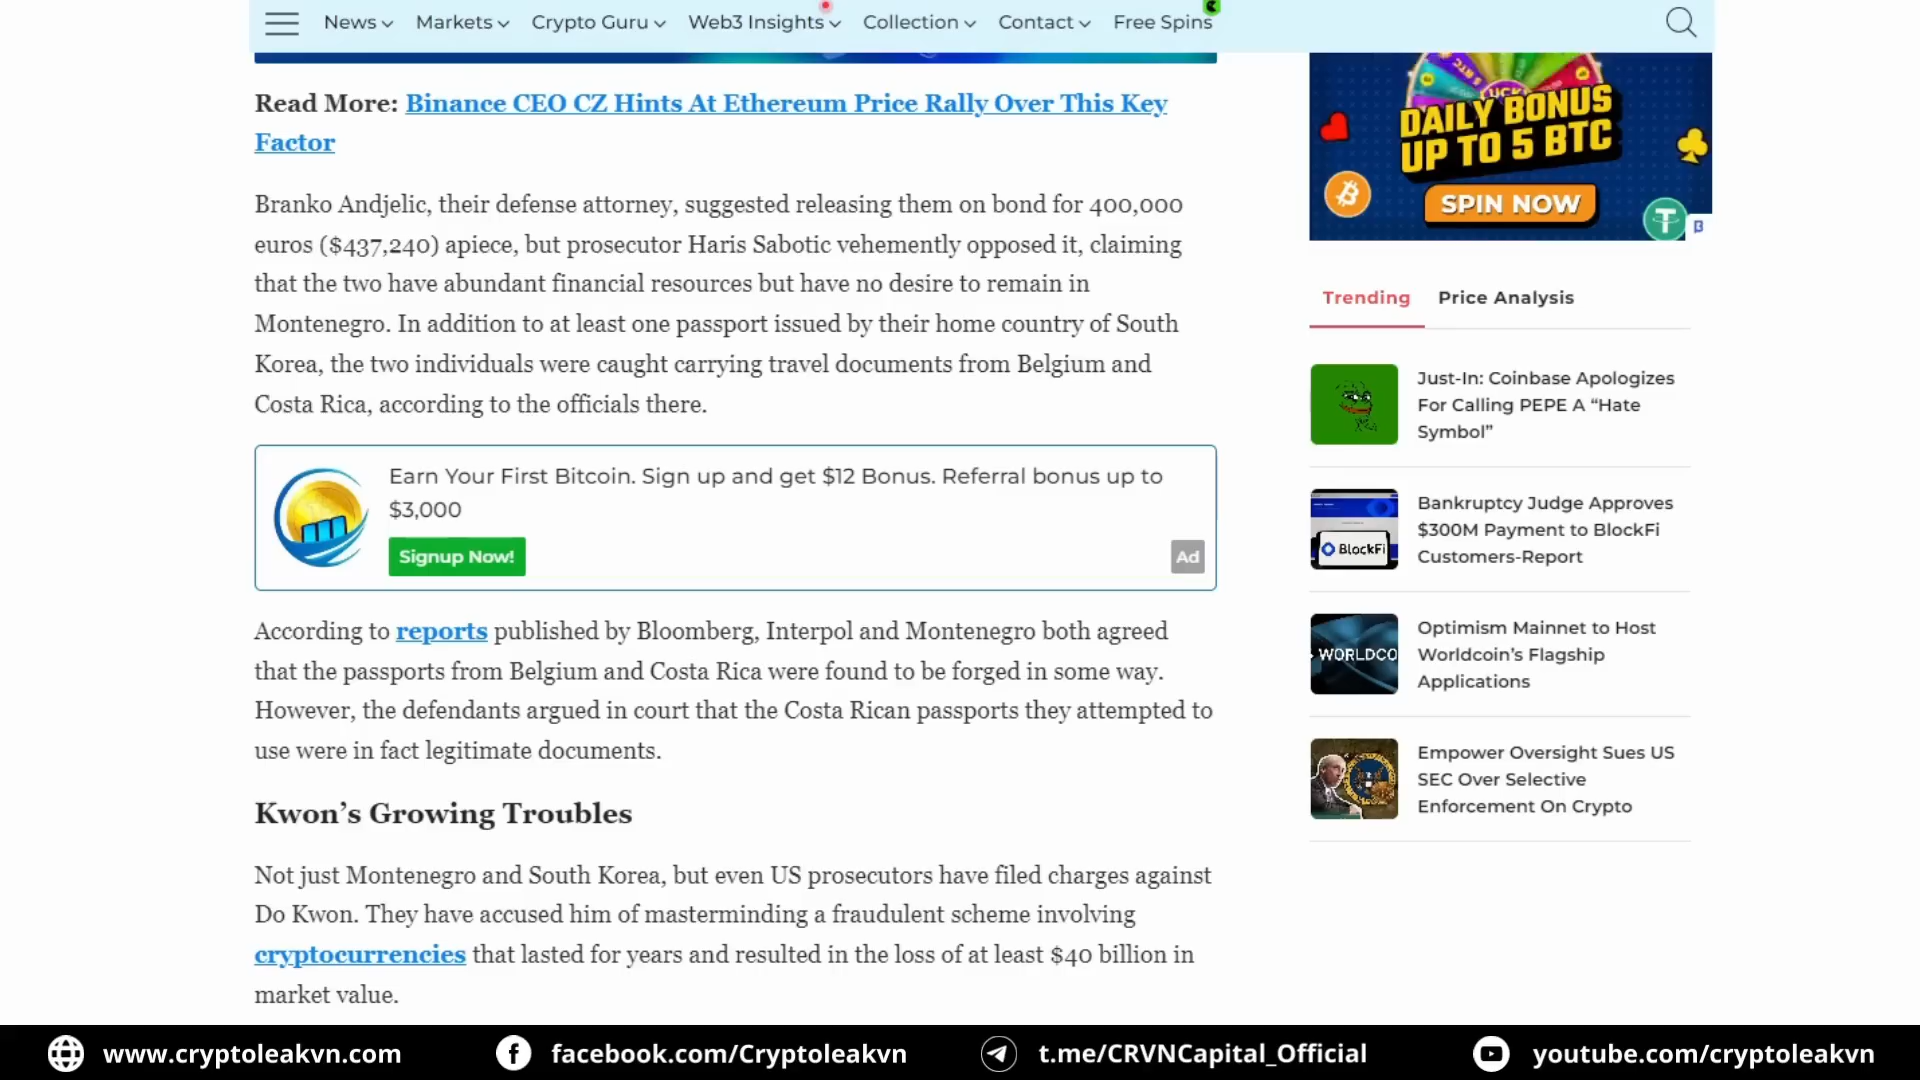 News
Markets
Crypto Guru
Web3 Insights
Collection
Contact
Free Spins
Read More: Binance CEO CZ Hints At Ethereum Price Rally Over This Key
Factor
Branko Andjelic, their defense attorney, suggested releasing them on bond for 400,000
euros ($437,240) apiece, but prosecutor Haris Sabotic vehemently opposed it, claiming
that the two have abundant financial resources but have no desire to remain in
Montenegro. In addition to at least one passport issued by their home country of South
Korea, the two individuals were caught carrying travel documents from Belgium and
Costa Rica, according to the officials there.
Earn Your First Bitcoin. Sign up and get $12 Bonus. Referral bonus up to
$3,000
Signup Now!
Ad
According to reports published by Bloomberg, Interpol and Montenegro both agreed
that the passports from Belgium and Costa Rica were found to be forged in some way.
However, the defendants argued in court that the Costa Rican passports they attempted to
use were in fact legitimate documents.
Kwon’s Growing Troubles
Not just Montenegro and South Korea, but even US prosecutors have filed charges against
Do Kwon. They have accused him of masterminding a fraudulent scheme involving
cryptocurrencies that lasted for years and resulted in the loss of at least $40 billion in
market value.
DAILY BONUS
UP TO 5 BTC
SPIN NOW
Trending
Price Analysis
Just-In: Coinbase Apologizes
For Calling PEPE A “Hate
Symbol”
BlockFi
Bankruptcy Judge Approves
$300M Payment to BlockFi
Customers-Report
WORLDCO
Optimism Mainnet to Host
Worldcoin’s Flagship
Applications
Empower Oversight Sues US
SEC Over Selective
Enforcement On Crypto
www.cryptoleakvn.com
facebook.com/Cryptoleakvn
t.me/CRVNCapital_Official
youtube.com/cryptoleakvn